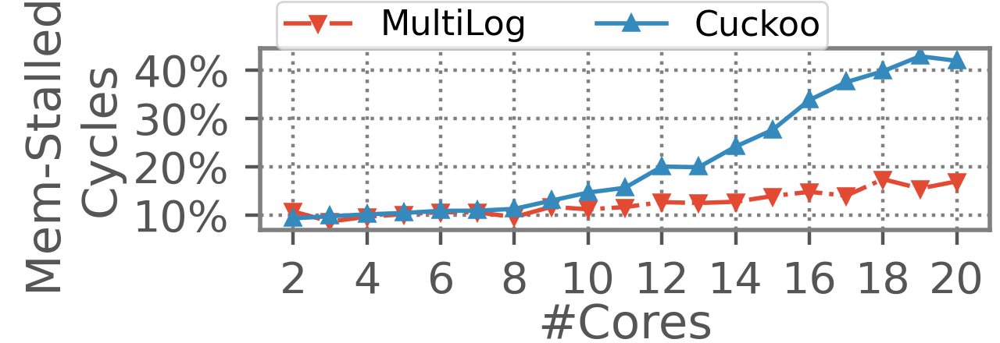 MultiLog Cuckoo
Mem-Stalled
Cycles
40%
30%
20%
10%
2 4 6 8 10 12 14 16 18 20
#Cores